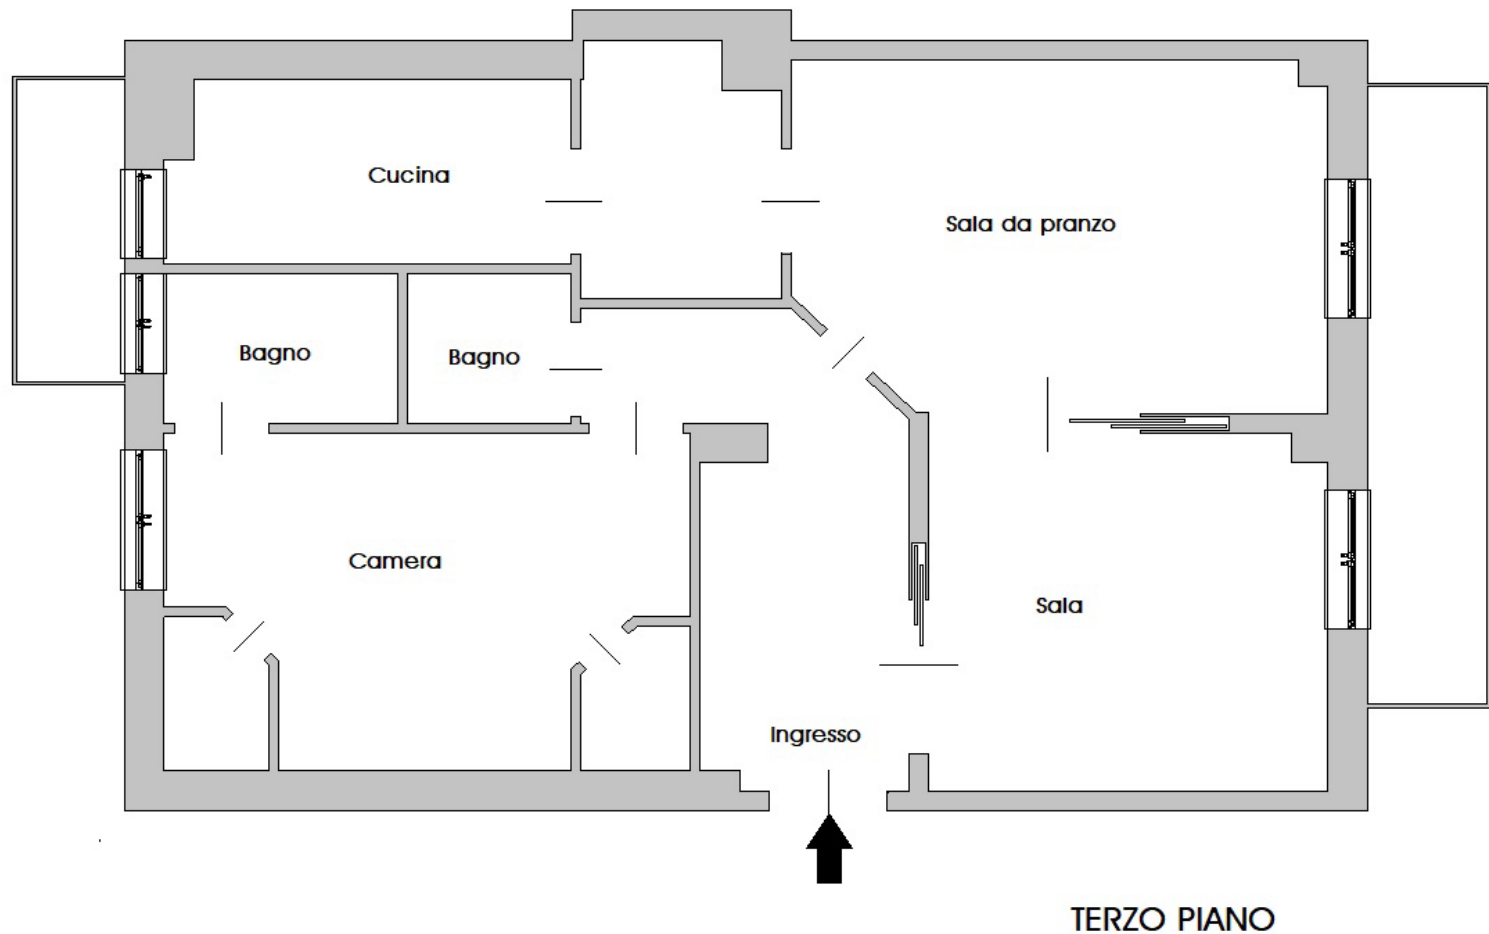 Cucina
Sala da pranzo
Bagno
Bagno
Camera
Sala
Ingresso
TERZO PIANO